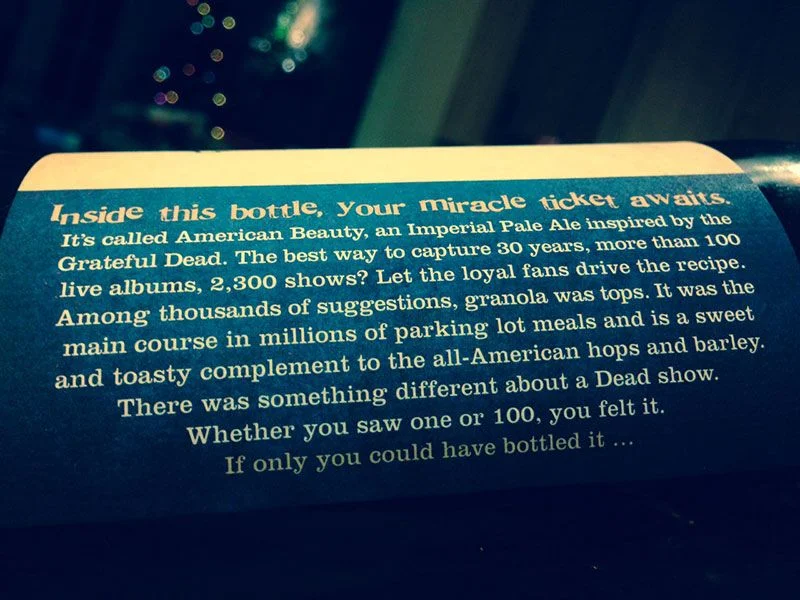 Inside this bottle, your miracle ticket awaits.
It's called American Beauty, an Imperial Pale Ale inspired by the
Grateful Dead. The best way to capture 30 years, more than 100
live albums, 2,300 shows? Let the loyal fans drive the recipe.
Among thousands of suggestions, granola was tops. It was the
main course in millions of parking lot meals and is a sweet
and toasty complement to the all-American hops and barley.
There was something different about a Dead show.
Whether you saw one or 100, you felt it.
If only you could have bottled it ...